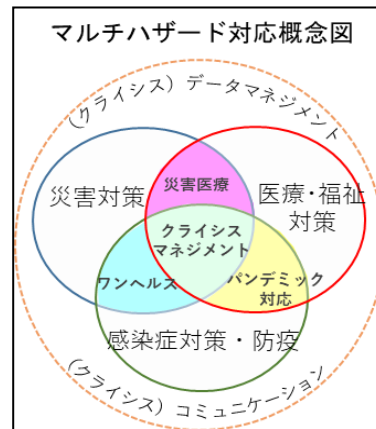 マルチハザード対応概念図
(クライシス) データマネジメント
災害対策
災害医療
医療・福祉
対策
クライシス
マネジメント
ワンヘルス
パンデミック
対応
感染症対策・防疫
(クライシス) コミュニケーション